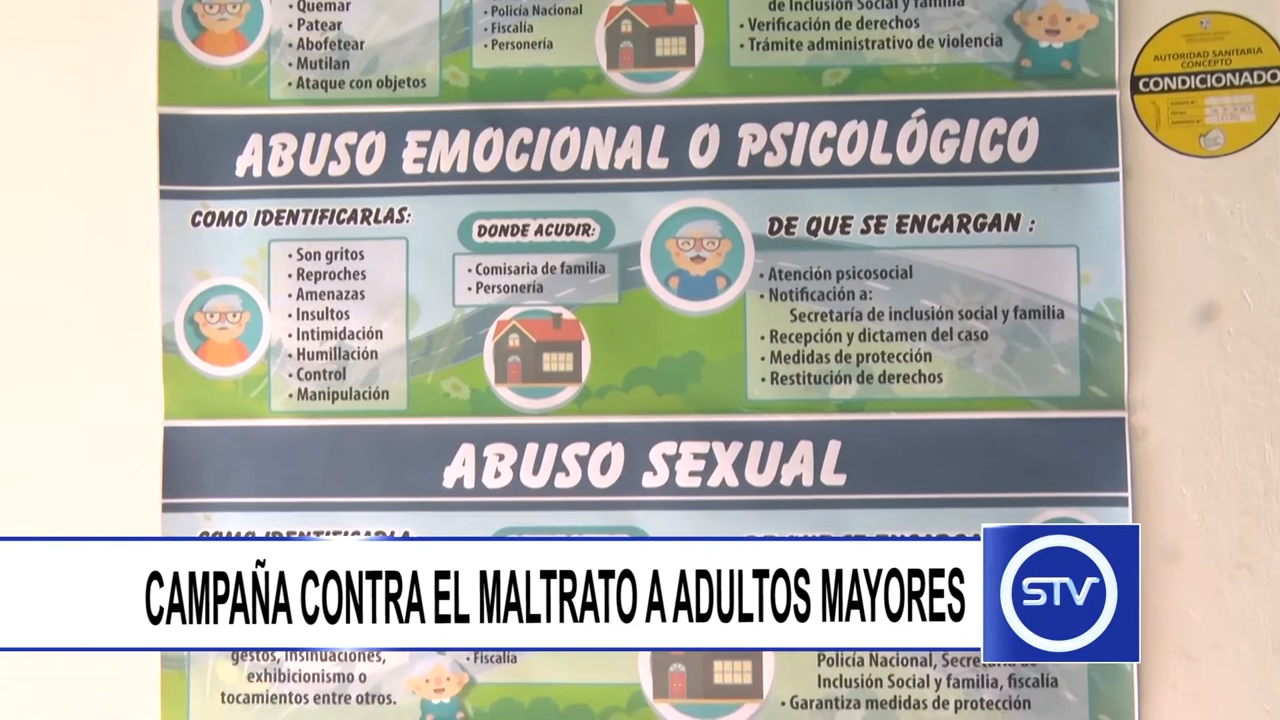 • Quemar
• Patear
• Abofetear
• Mutilan
• Ataque con objetos
• Policía Nacional
• Fiscalía
• Personería
de Inclusión Social y familia
• Verificación de derechos
• Trámite administrativo de violencia
AUTORIDAD SANITARIA
CONCEPTO
CONDICIONADO
ABUSO EMOCIONAL O PSICOLÓGICO
COMO IDENTIFICARLAS:
• Son gritos
• Reproches
• Amenazas
• Insultos
• Intimidación
• Humillación
• Control
• Manipulación
DONDE ACUDIR:
• Comisaria de familia
• Personería
DE QUE SE ENCARGAN :
• Atención psicosocial
• Notificación a:
Secretaría de inclusión social y familia
• Recepción y dictamen del caso
• Medidas de protección
• Restitución de derechos
ABUSO SEXUAL
CAMPAÑA CONTRA EL MALTRATO A ADULTOS MAYORES
STV
gestos, insinuaciones,
exhibicionismo o
tocamientos entre otros.
• Fiscalía
Policía Nacional, Secretaría de
Inclusión Social y familia, fiscalía
• Garantiza medidas de protección